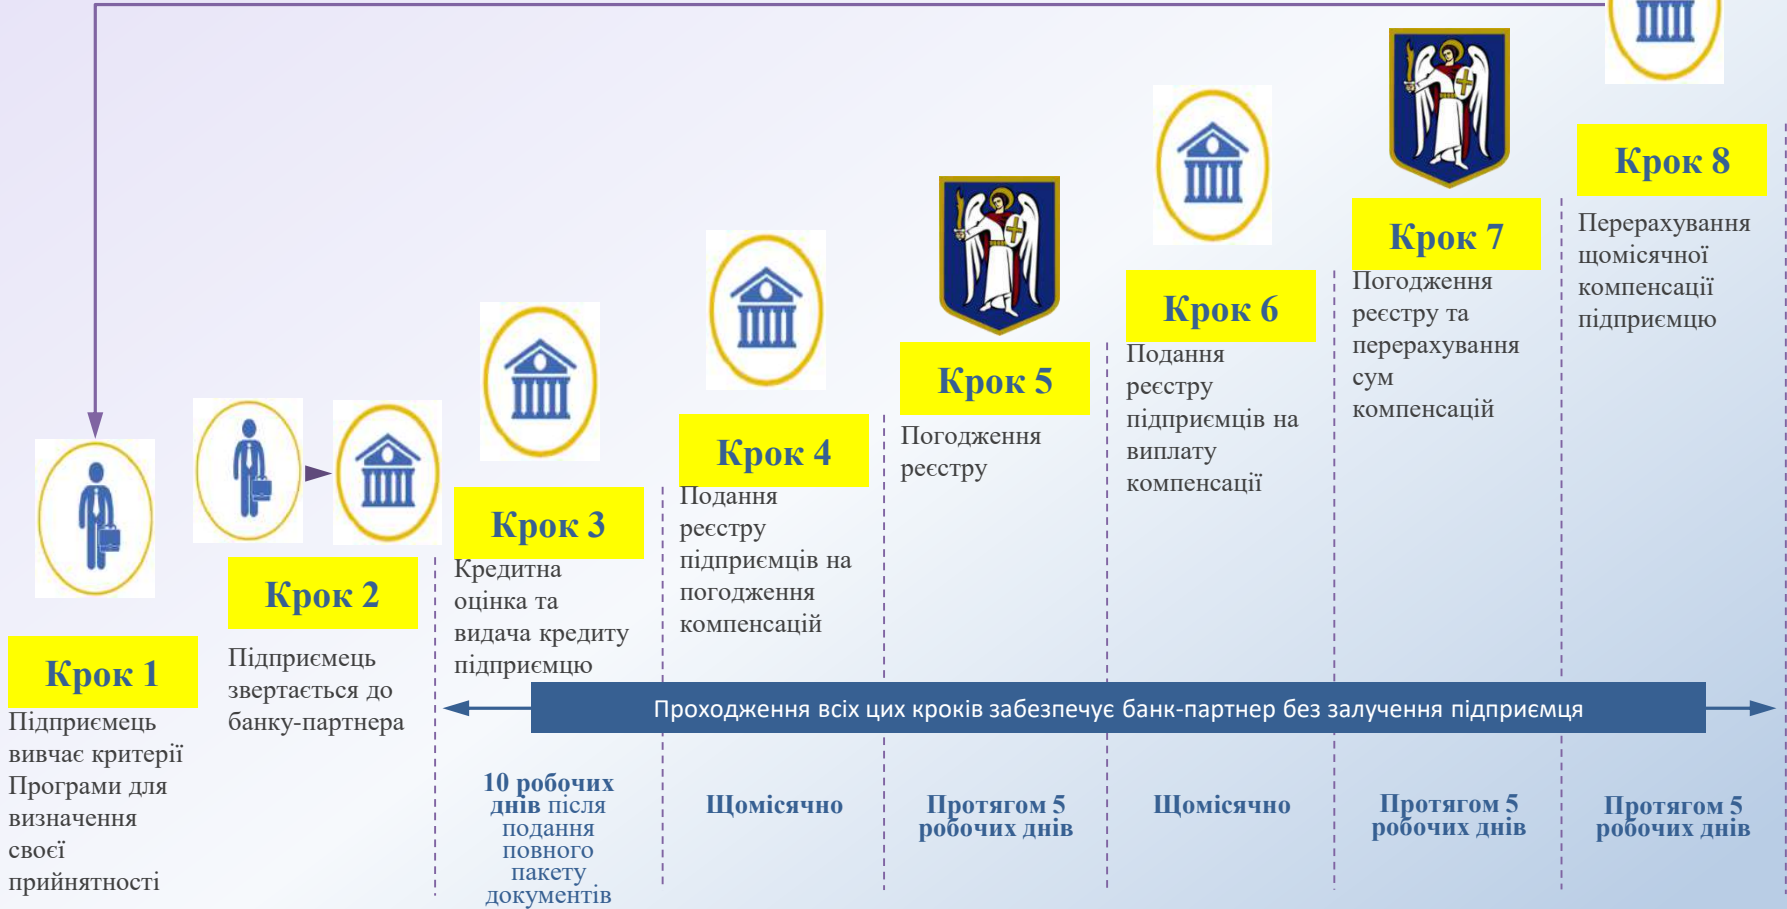 Крок 1
Підприємець
вивчає критерії
Програми для
визначення
своєї
прийнятності
Крок 2
Підприємець
звертається до
банку-партнера
Крок 3
Кредитна
оцінка та
видача кредиту
підприємцю
Крок 4
Подання
реєстру
підприємців на
погодження
компенсацій
Крок 5
Погодження
реєстру
Крок 6
Подання
реєстру
підприємців на
виплату
компенсації
Крок 7
Погодження
реєстру та
перерахування
сум
компенсацій
Крок 8
Перерахування
щомісячної
компенсації
підприємцю
Проходження всіх цих кроків забезпечує банк-партнер без залучення підприємця
10 робочих
днів після
подання
повного
пакету
документів
Щомісячно
Протягом 5
робочих днів
Щомісячно
Протягом 5
робочих днів
Протягом 5
робочих днів